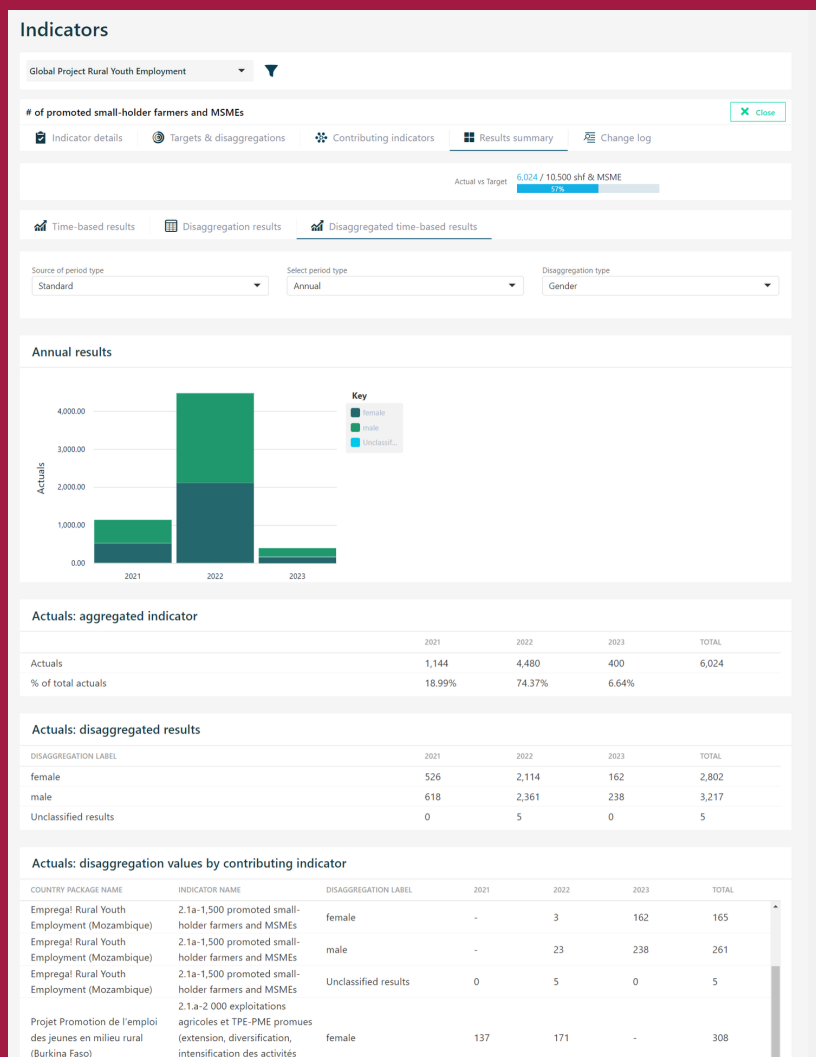 Indicators
Global Project Rural Youth Employment
# of promoted small-holder farmers and MSMEs
Close
Indicator details
Targets & disaggregations
Contributing indicators
Results summary
Change log
Actual vs Target
6,024 / 10,500 shf & MSME
57%
Time-based results
Disaggregation results
Disaggregated time-based results
Source of period type
Select period type
Disaggregation type
Standard
Annual
Gender
Annual results
Key
female
male
Unclassif...
4,000.00
3,000.00
2,000.00
1,000.00
0.00
Actuals
2021 2022 2023
Actuals: aggregated indicator
2021 2022 2023 TOTAL
Actuals 1,144 4,480 400 6,024
% of total actuals 18.99% 74.37% 6.64%
Actuals: disaggregated results
DISAGGREGATION LABEL 2021 2022 2023 TOTAL
female 526 2,114 162 2,802
male 618 2,361 238 3,217
Unclassified results 0 5 0 5
Actuals: disaggregation values by contributing indicator
COUNTRY PACKAGE NAME INDICATOR NAME DISAGGREGATION LABEL 2021 2022 2023 TOTAL
Emprega! Rural Youth 2.1a-1,500 promoted small-
female - 3 162 165
Employment (Mozambique) holder farmers and MSMEs
Emprega! Rural Youth 2.1a-1,500 promoted small-
male - 23 238 261
Employment (Mozambique) holder farmers and MSMEs
Emprega! Rural Youth 2.1a-1,500 promoted small-
Unclassified results 0 5 0 5
Employment (Mozambique) holder farmers and MSMEs
2.1.a-2 000 exploitations
Projet Promotion de l'emploi agricoles et TPE-PME promues
des jeunes en milieu rural (extension, diversification, female 137 171 - 308
(Burkina Faso) intensification des activités